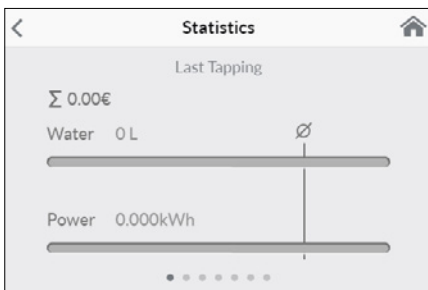 Statistics
Last Tapping
Σ 0.00€
Water 0 L Ø
Power 0.000kWh